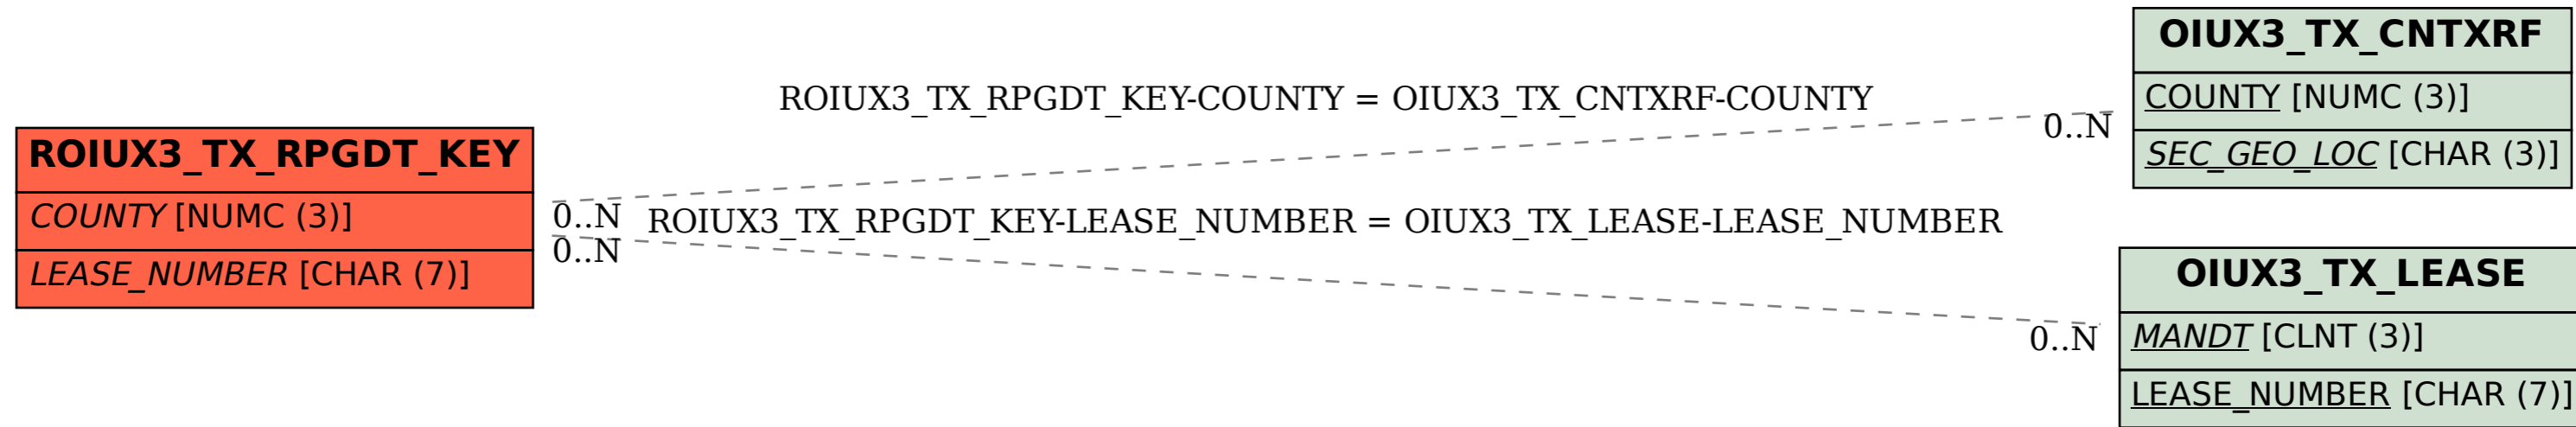 ROIUX3_TX_RPGDT_KEY
COUNTY [NUMC (3)]
LEASE_NUMBER [CHAR (7)]
ROIUX3_TX_RPGDT_KEY-COUNTY = OIUX3_TX_CNTXRF-COUNTY
0..N
0..N
ROIUX3_TX_RPGDT_KEY-LEASE_NUMBER = OIUX3_TX_LEASE-LEASE_NUMBER
0..N
0..N
OIUX3_TX_CNTXRF
COUNTY [NUMC (3)]
SEC_GEO_LOC [CHAR (3)]
OIUX3_TX_LEASE
MANDT [CLNT (3)]
LEASE_NUMBER [CHAR (7)]